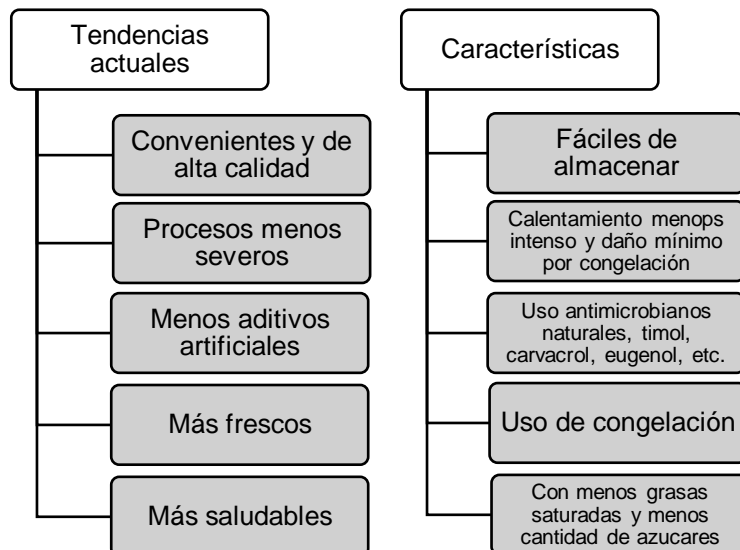 Tendencias
actuales
Convenientes y de
alta calidad
Procesos menos
severos
Menos aditivos
artificiales
Más frescos
Más saludables
Características
Fáciles de
almacenar
Calentamiento menops
intenso y daño mínimo
por congelación
Uso antimicrobianos
naturales, timol,
carvacrol, eugenol, etc.
Uso de congelación
Con menos grasas
saturadas y menos
cantidad de azucares